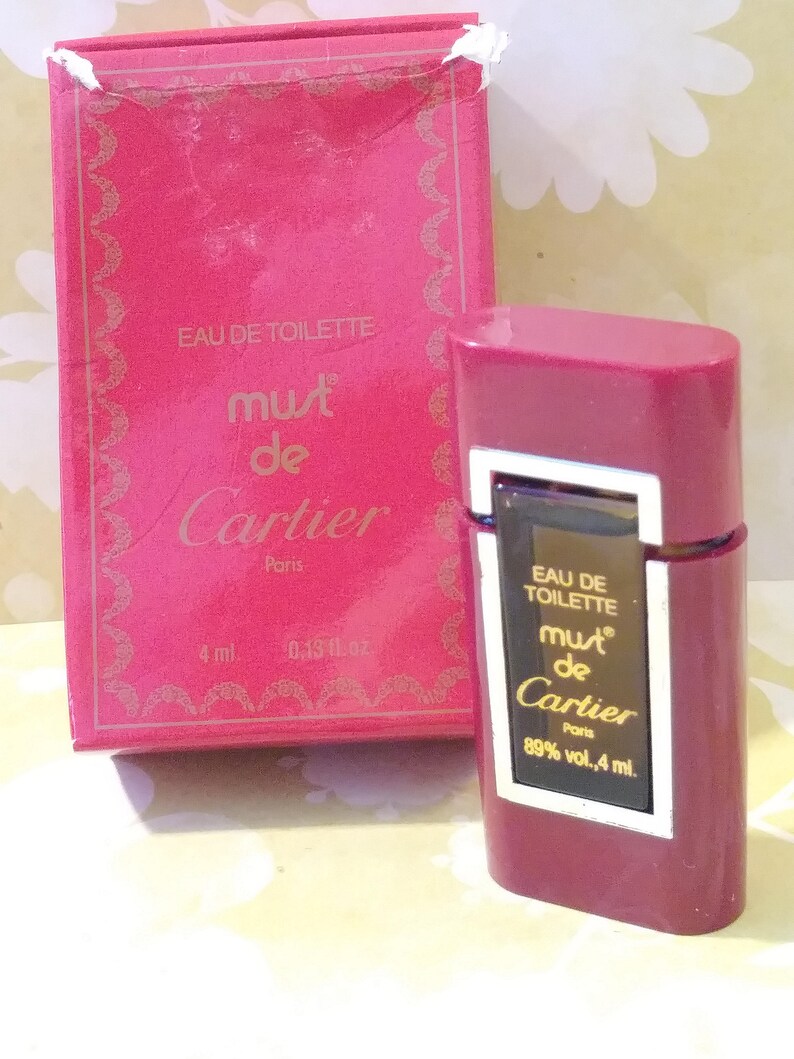 EAU DE TOILETTE
must®
de
Cartier
Paris
4 ml. 0,13 fl.oz.
EAU DE
TOILETTE
must®
de
Cartier
Paris
89% vol.,4 ml.